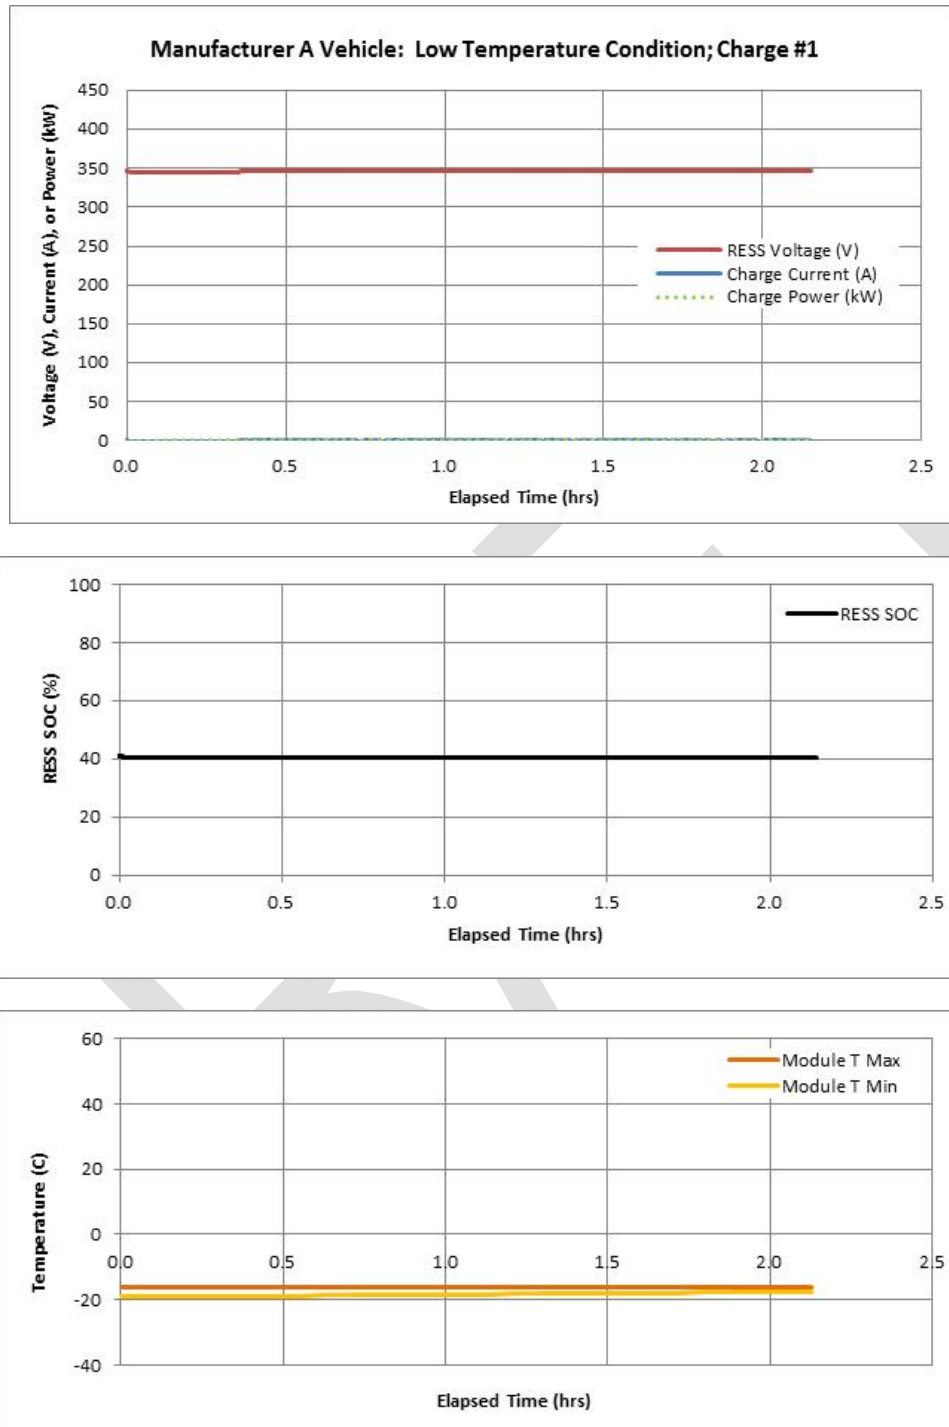 Manufacturer A Vehicle: Low Temperature Condition; Charge #1
Voltage (V), Current (A), or Power (kW)
450
400
350
300
250
200
150
100
50
0
RESS Voltage (V)
Charge Current (A)
Charge Power (kW)
0.0 0.5 1.0 1.5 2.0 2.5
Elapsed Time (hrs)
RESS SOC (%)
100
80
60
40
20
0
RESS SOC
0.0 0.5 1.0 1.5 2.0 2.5
Elapsed Time (hrs)
Temperature (C)
60
40
20
0
-20
-40
Module T Max
Module T Min
0.0 0.5 1.0 1.5 2.0 2.5
Elapsed Time (hrs)